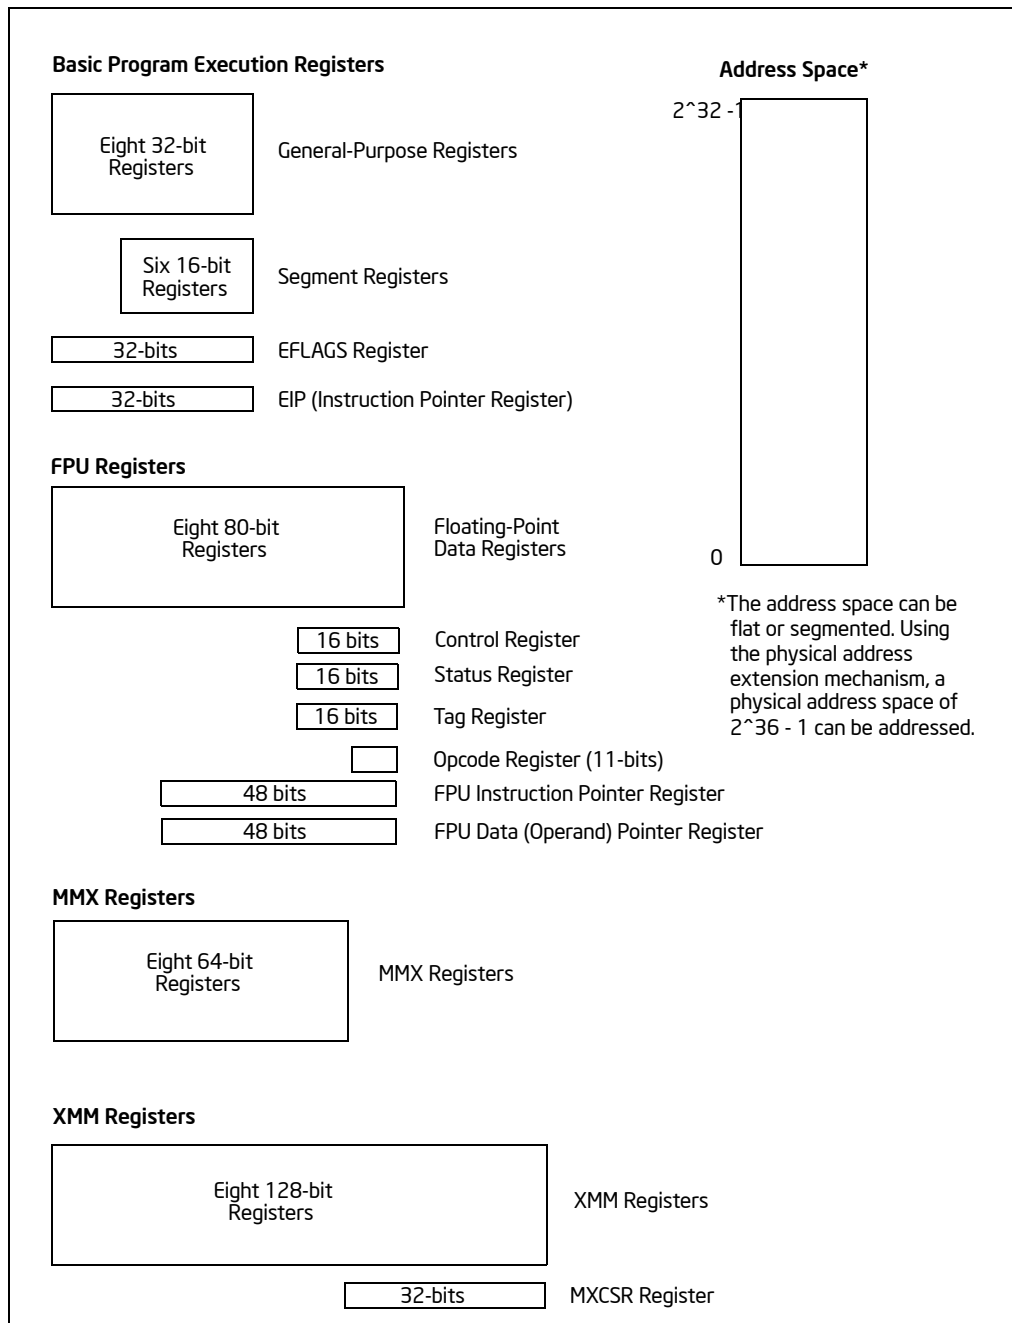 Basic Program Execution Registers
Address Space*
2^32 -1
Eight 32-bit
Registers
General-Purpose Registers
Six 16-bit
Registers
Segment Registers
32-bits
EFLAGS Register
32-bits
EIP (Instruction Pointer Register)
FPU Registers
Eight 80-bit
Registers
Floating-Point
Data Registers
0
*The address space can be
flat or segmented. Using
the physical address
extension mechanism, a
physical address space of
2^36 - 1 can be addressed.
16 bits
Control Register
16 bits
Status Register
16 bits
Tag Register
Opcode Register (11-bits)
48 bits
FPU Instruction Pointer Register
48 bits
FPU Data (Operand) Pointer Register
MMX Registers
Eight 64-bit
Registers
MMX Registers
XMM Registers
Eight 128-bit
Registers
XMM Registers
32-bits
MXCSR Register